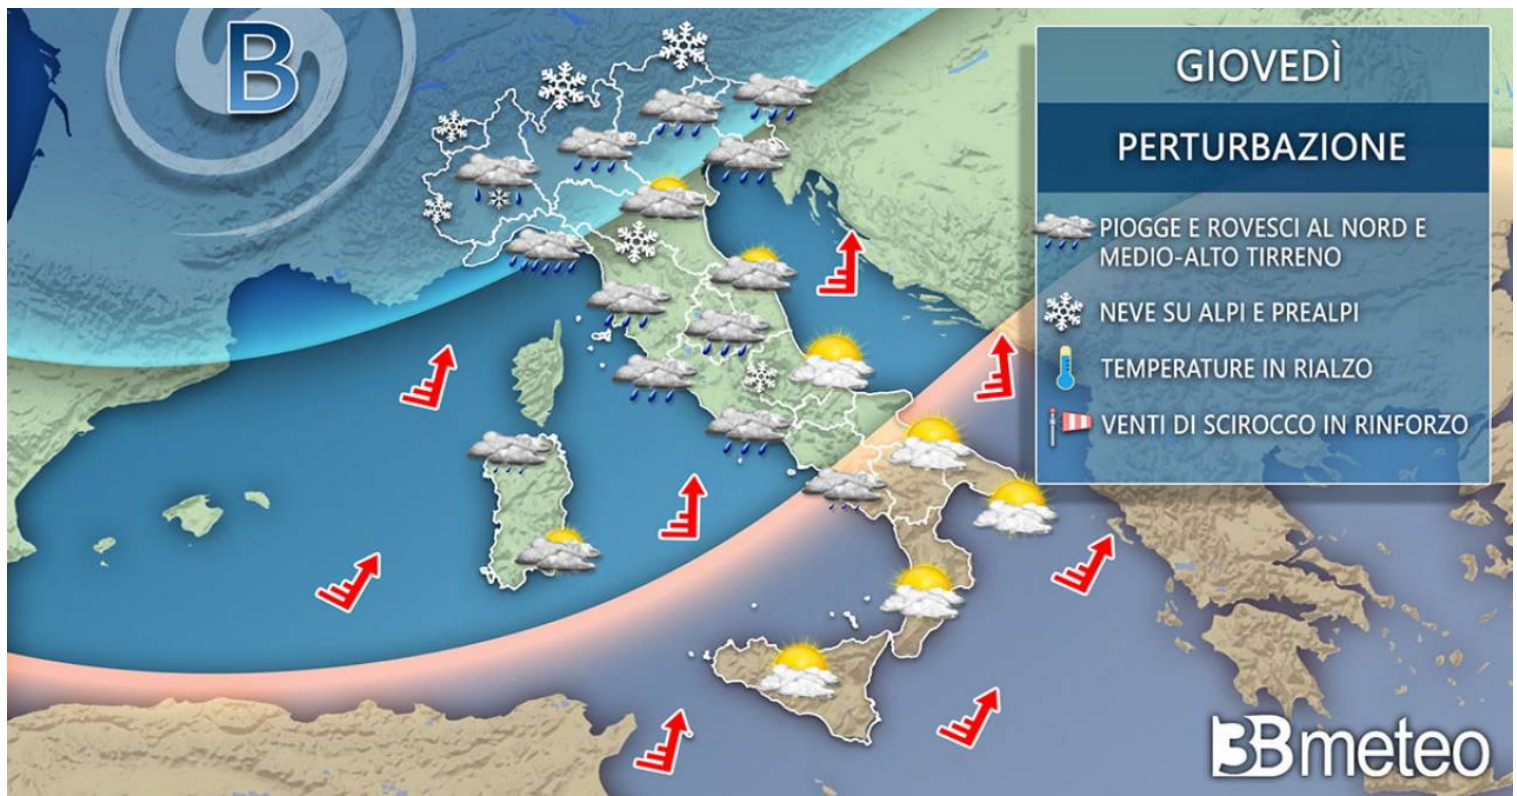 B
GIOVEDÌ
PERTURBAZIONE
PIOGGE E ROVESCI AL NORD E
MEDIO-ALTO TIRRENO
NEVE SU ALPI E PREALPI
TEMPERATURE IN RIALZO
VENTI DI SCIROCCO IN RINFORZO
3Bmeteo